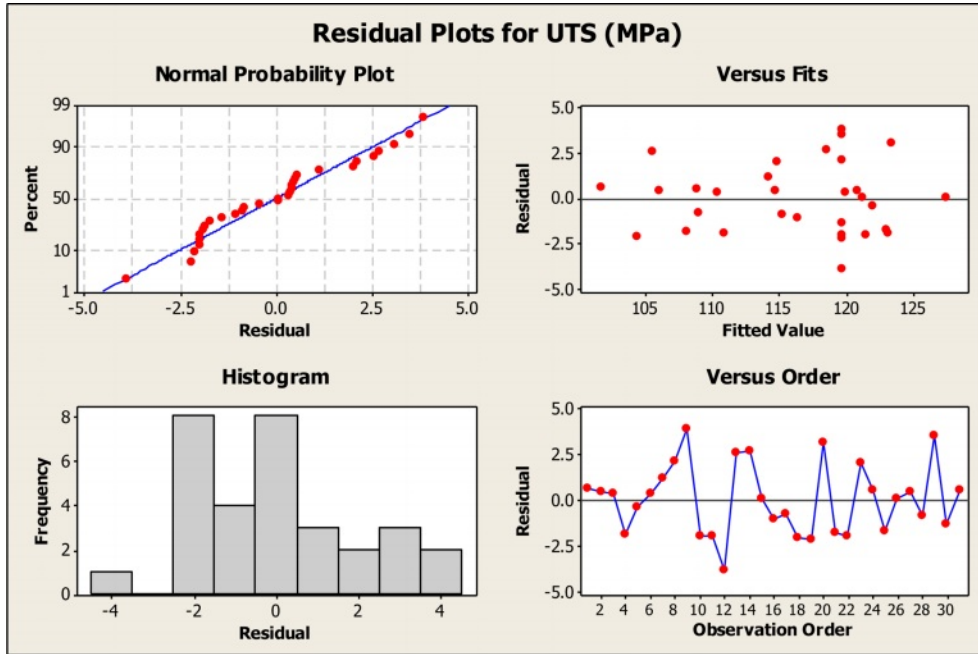 Residual Plots for UTS (MPa)
Normal Probability Plot
99
90
50
10
1
Percent
-5.0 -2.5 0.0 2.5 5.0
Residual
Versus Fits
5.0
2.5
0.0
-2.5
-5.0
Residual
105 110 115 120 125
Fitted Value
Histogram
8
6
4
2
0
Frequency
-4 -2 0 2 4
Residual
Versus Order
5.0
2.5
0.0
-2.5
-5.0
Residual
2 4 6 8 10 12 14 16 18 20 22 24 26 28 30
Observation Order